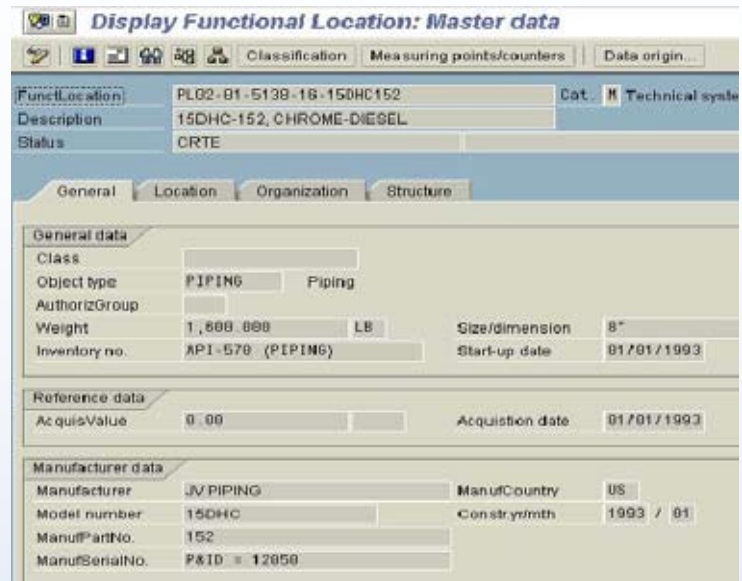 Display Functional Location: Master data
Classification Measuring points/counters Data origin...
FunctLocation PL02-01-5138-16-15DHC152 Cat. M Technical syste
Description 15DHC-152, CHROME-DIESEL
Status CRTE
General Location Organization Structure
General data
Class
Object type PIPING Piping
AuthorizGroup
Weight 1,600.000 LB Size/dimension 8"
Inventory no. API-570 (PIPING) Start-up date 01/01/1993
Reference data
AcquisValue 0.00 Acquistion date 01/01/1993
Manufacturer data
Manufacturer JV PIPING ManufCountry US
Model number 15DHC Constr.yr/mth 1993 / 01
ManufPartNo. 152
ManufSerialNo. P&ID = 12050